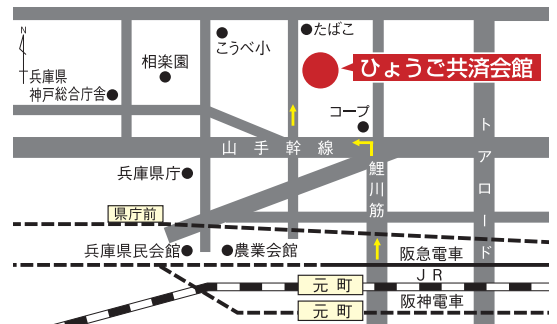 N
たばこ
こうべ小
相楽園
ひょうご共済会館
兵庫県
神戸総合庁舎
コープ
山手幹線
トアロード
兵庫県庁
鯉川筋
県庁前
兵庫県民会館
農業会館
阪急電車
JR
元町
阪神電車
元町